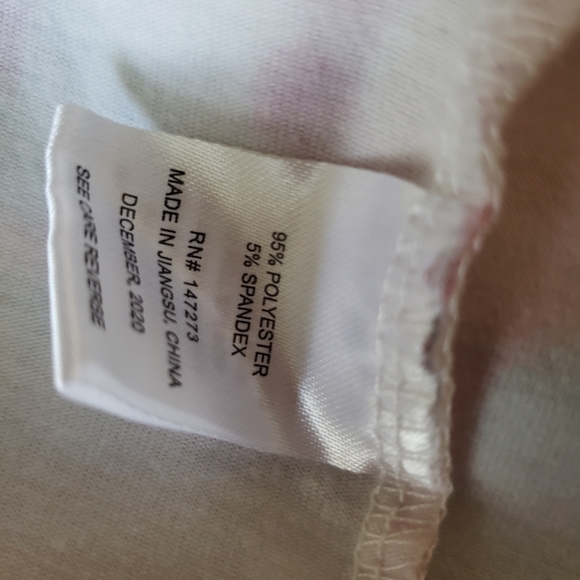 95% POLYESTER
5% SPANDEX
RN# 147273
MADE IN JIANGSU, CHINA
DECEMBER, 2020
SEE CARE REVERSE